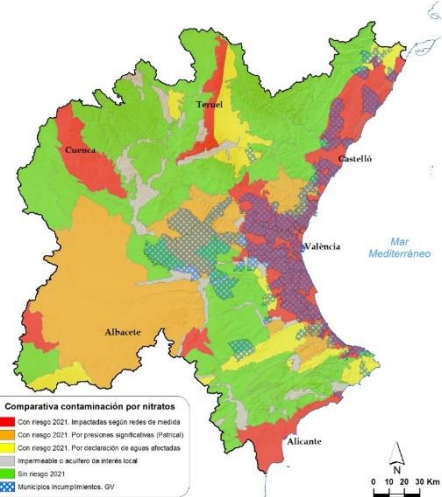 Teruel
Cuenca
Castelló
València
Mar
Mediterráneo
Albacete
Alicante
Comparativa contaminación por nitratos
Con riesgo 2021. Impactadas según redes de medida
Con riesgo 2021. Por presiones significativas (Patrical)
Con riesgo 2021. Por declaración de aguas afectadas
Impermeable o acuífero de interés local
Sin riesgo 2021
Municipios incumplimientos. GV
N
0 10 20 30 Km